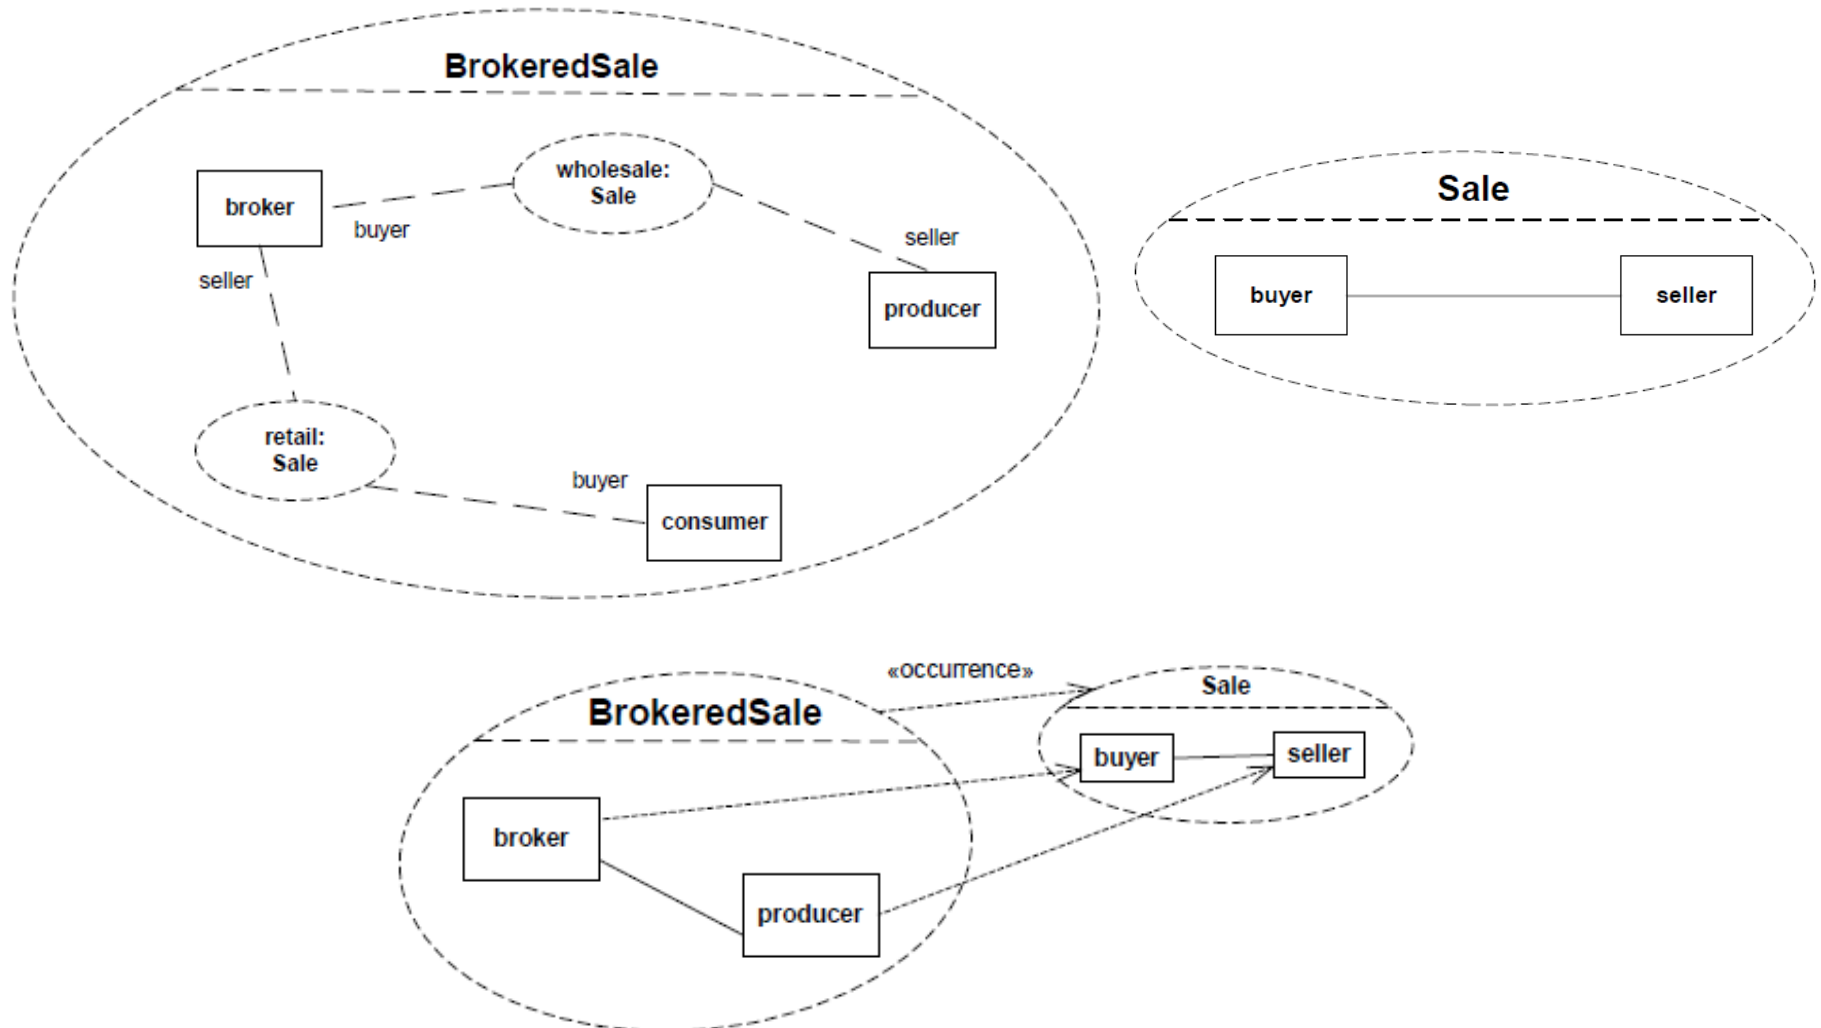 BrokeredSale
wholesale:
Sale
broker
buyer
seller
producer
seller
retail:
Sale
buyer
consumer
Sale
buyer
seller
«occurrence»
Sale
BrokeredSale
buyer
seller
broker
producer